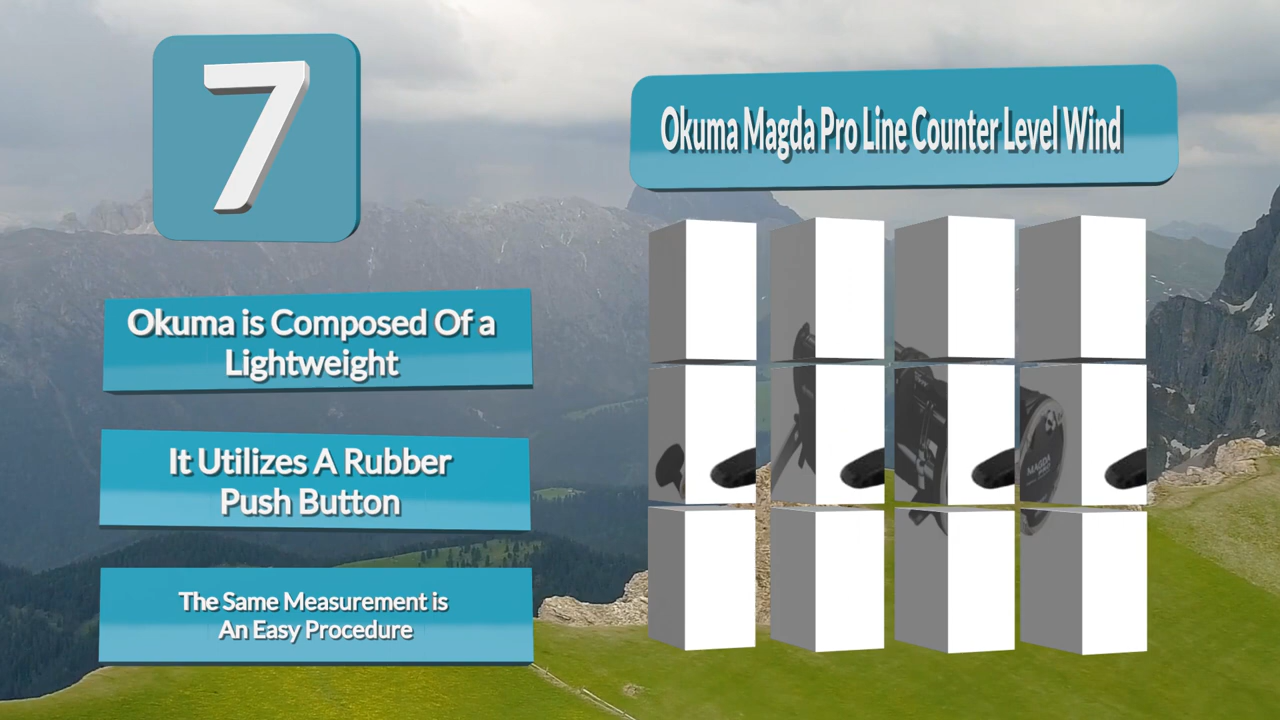 7
Okuma Magda Pro Line Counter Level Wind
Okuma is Composed Of a
Lightweight
It Utilizes A Rubber
Push Button
The Same Measurement is
An Easy Procedure
MAGDA